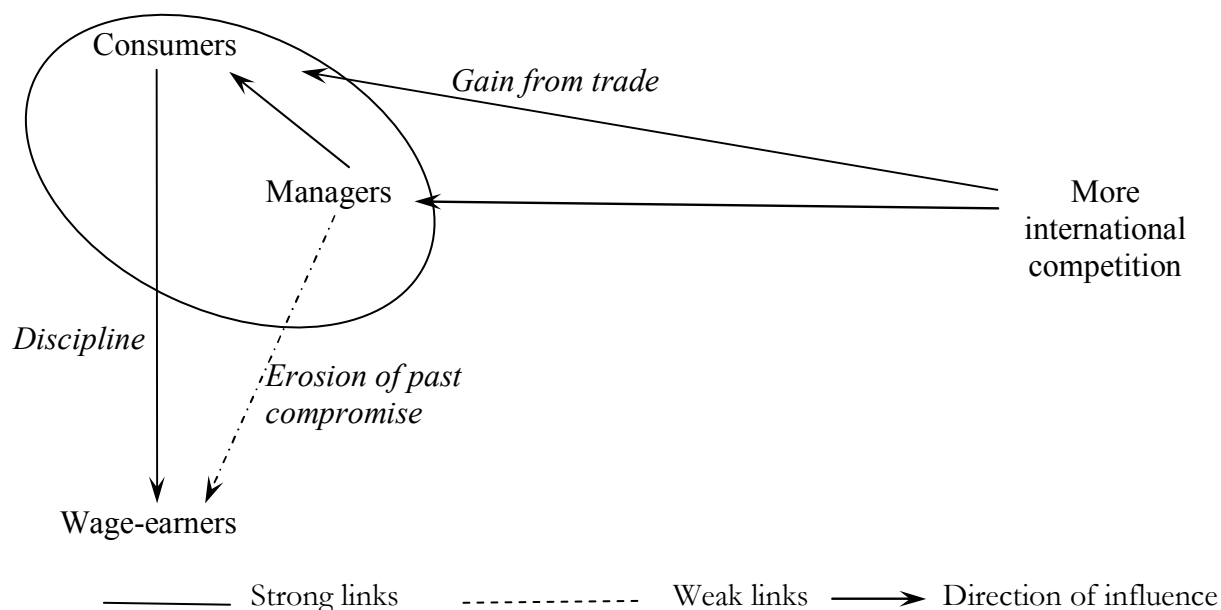 Consumers
Gain from trade
Managers
More
international
competition
Discipline
Erosion of past
compromise
Wage-earners
Strong links
Weak links
Direction of influence